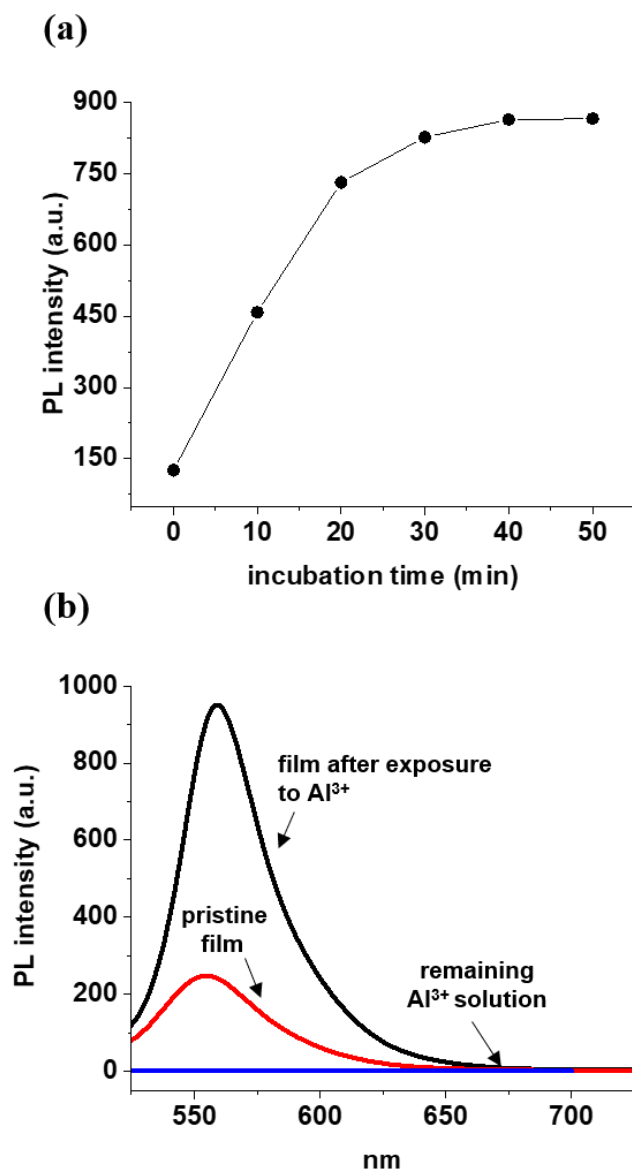 (a)
900
750
600
450
300
150
PL intensity (a.u.)
0 10 20 30 40 50
incubation time (min)
(b)
1000
800
600
400
200
0
PL intensity (a.u.)
film after exposure
to Al³⁺
pristine
film
remaining
Al³⁺ solution
550 600 650 700
nm